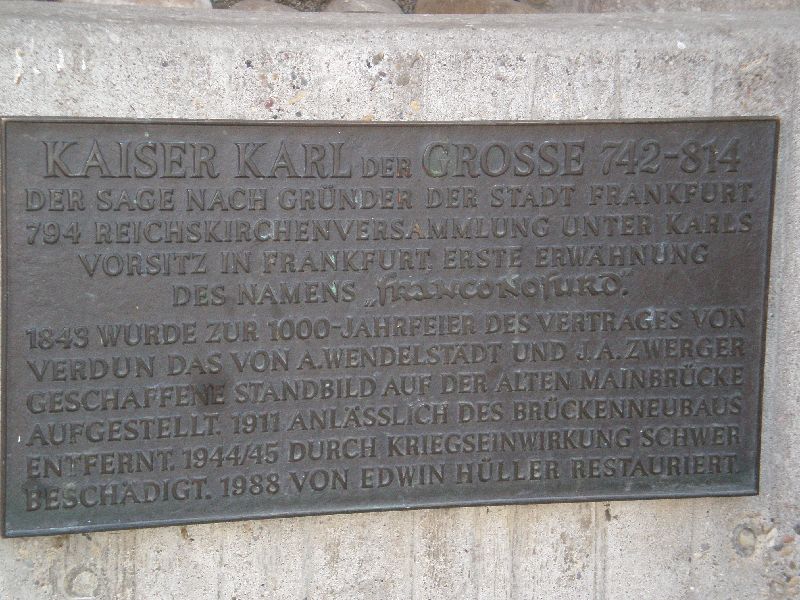 KAISER KARL DER GROSSE 742-814
DER SAGE NACH GRÜNDER DER STADT FRANKFURT.
794 REICHSKIRCHENVERSAMMLUNG UNTER KARLS
VORSITZ IN FRANKFURT. ERSTE ERWÄHNUNG
DES NAMENS „franconofurd“.
1843 WURDE ZUR 1000-JAHRFEIER DES VERTRAGES VON
VERDUN DAS VON A.WENDELSTÄDT UND J.A.ZWERGER
GESCHAFFENE STANDBILD AUF DER ALTEN MAINBRÜCKE
AUFGESTELLT. 1911 ANLÄSSLICH DES BRÜCKENNEUBAUS
ENTFERNT. 1944/45 DURCH KRIEGSEINWIRKUNG SCHWER
BESCHÄDIGT. 1988 VON EDWIN HÜLLER RESTAURIERT.